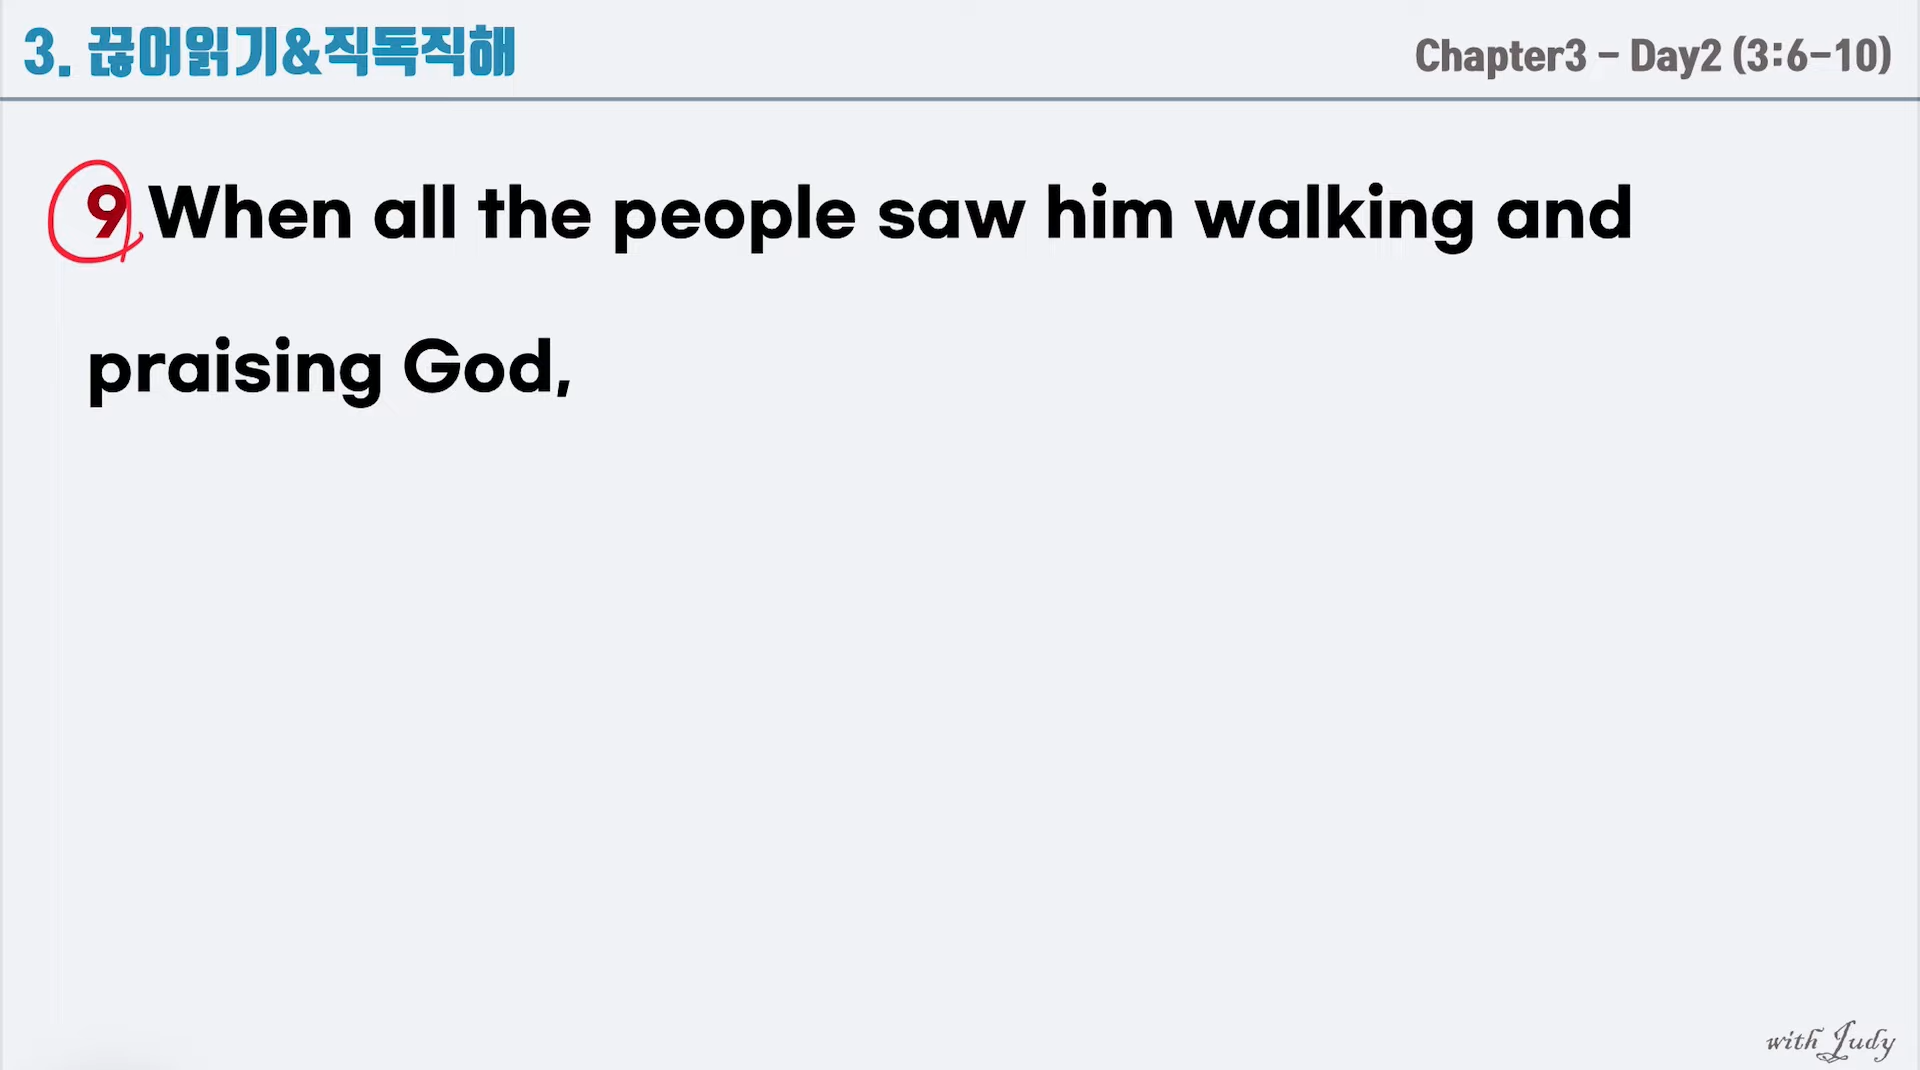 3. 끊어읽기&직독직해
Chapter3 - Day2 (3:6-10)
9 When all the people saw him walking and
praising God,
with Judy